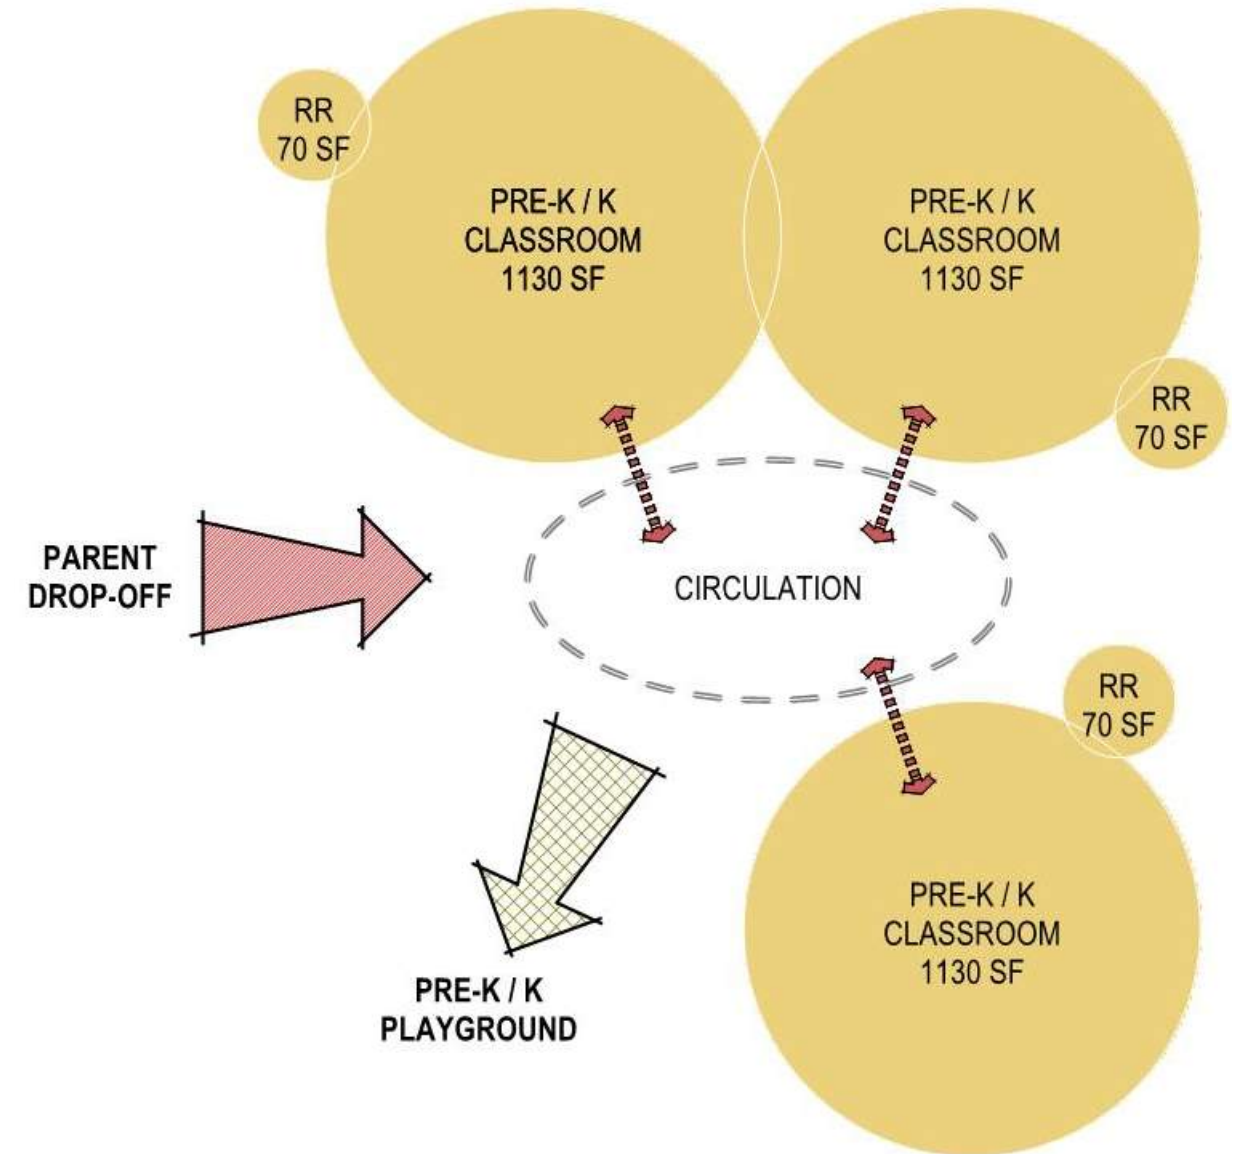 RR
70 SF
PRE-K / K
CLASSROOM
1130 SF
PRE-K / K
CLASSROOM
1130 SF
RR
70 SF
PARENT
DROP-OFF
CIRCULATION
RR
70 SF
PRE-K / K
CLASSROOM
1130 SF
PRE-K / K
PLAYGROUND